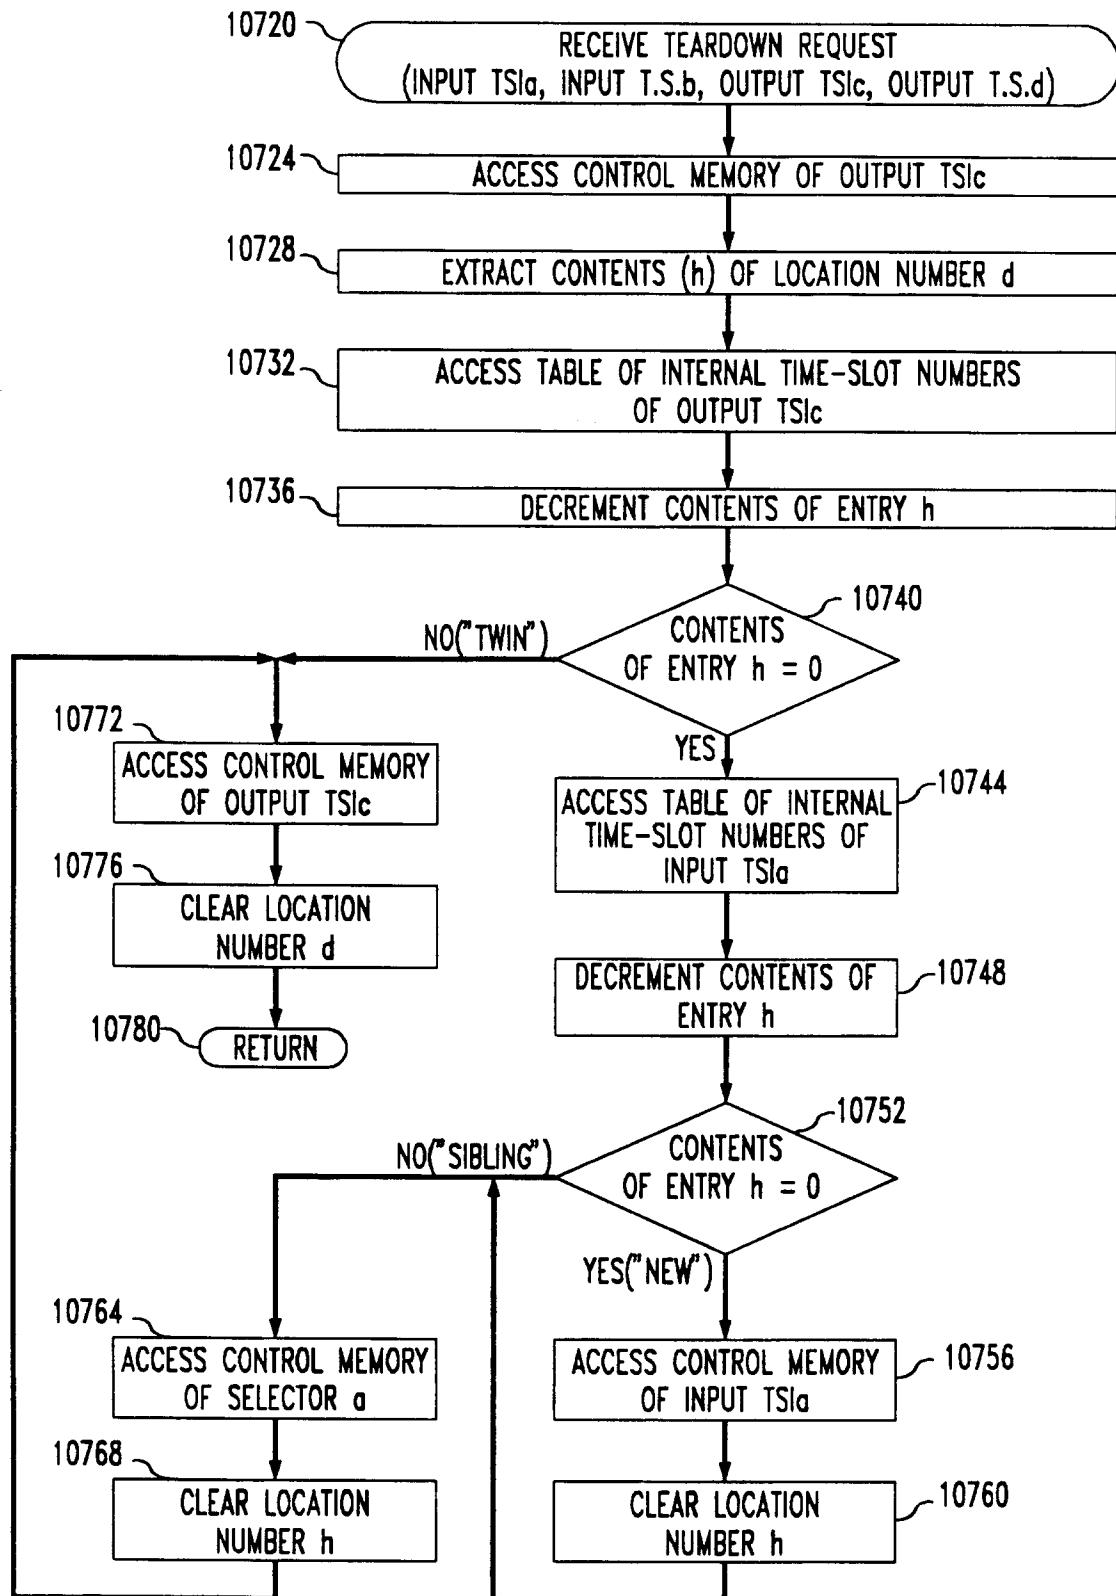 10720
RECEIVE TEARDOWN REQUEST
(INPUT TSIa, INPUT T.S.b, OUTPUT TSIc, OUTPUT T.S.d)
10724
ACCESS CONTROL MEMORY OF OUTPUT TSIc
10728
EXTRACT CONTENTS (h) OF LOCATION NUMBER d
10732
ACCESS TABLE OF INTERNAL TIME-SLOT NUMBERS
OF OUTPUT TSIc
10736
DECREMENT CONTENTS OF ENTRY h
10740
CONTENTS
OF ENTRY h = 0
NO("TWIN")
YES
10772
ACCESS CONTROL MEMORY
OF OUTPUT TSIc
10776
CLEAR LOCATION
NUMBER d
10780
RETURN
10744
ACCESS TABLE OF INTERNAL
TIME-SLOT NUMBERS OF
INPUT TSIa
10748
DECREMENT CONTENTS OF
ENTRY h
10752
CONTENTS
OF ENTRY h = 0
NO("SIBLING")
YES("NEW")
10764
ACCESS CONTROL MEMORY
OF SELECTOR a
10768
CLEAR LOCATION
NUMBER h
10756
ACCESS CONTROL MEMORY
OF INPUT TSIa
10760
CLEAR LOCATION
NUMBER h